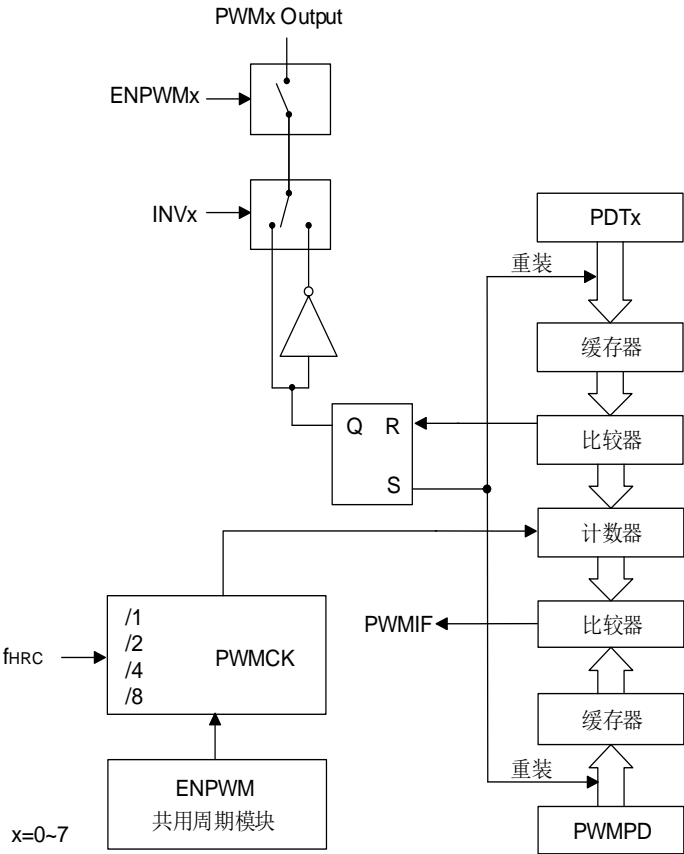 PWMx Output
ENPWMx
INVx
PDTx
重装
缓存器
Q R
比较器
S
计数器
/1
/2
/4
/8
PWMCK
fHRC
PWMIF
比较器
缓存器
重装
ENPWM
共用周期模块
PWMPD
x=0~7